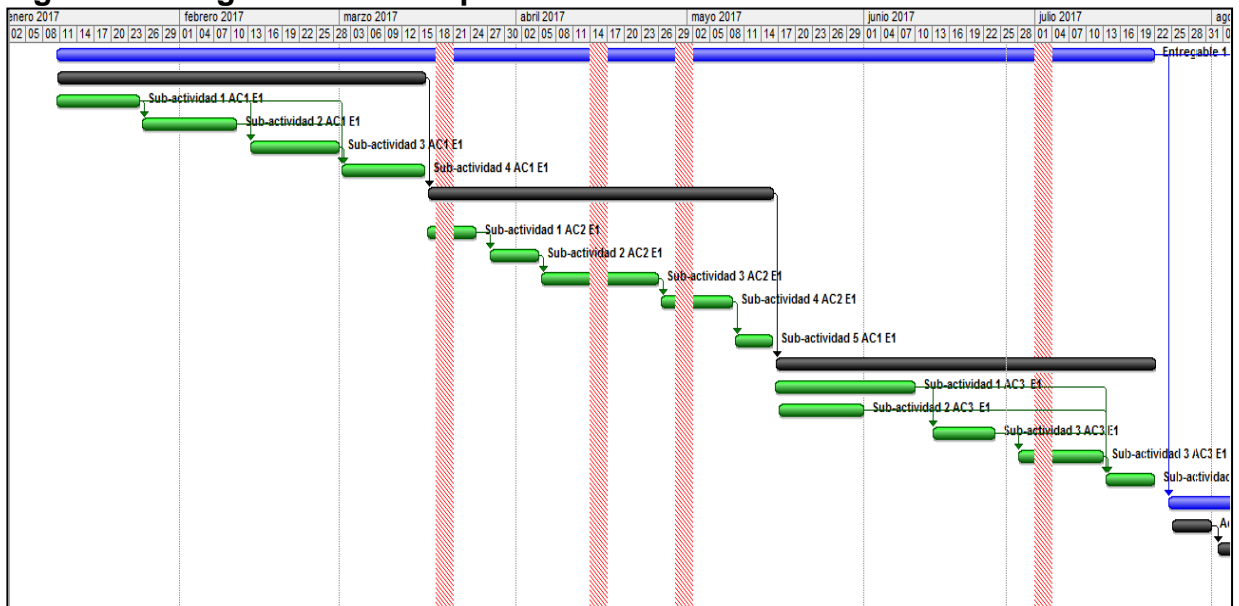 enero 2017 febrero 2017 marzo 2017 abril 2017 mayo 2017 junio 2017 julio 2017 ago
02 05 08 11 14 17 20 23 26 29 01 04 07 10 13 16 19 22 25 28 03 06 09 12 15 18 21 24 27 30 02 05 08 11 14 17 20 23 26 29 02 05 08 11 14 17 20 23 26 29 01 04 07 10 13 16 19 22 25 28 01 04 07 10 13 16 19 22 25 28 31 0
Entregable 1
Sub-actividad 1 AC1 E1
Sub-actividad 2 AC1 E1
Sub-actividad 3 AC1 E1
Sub-actividad 4 AC1 E1
Sub-actividad 1 AC2 E1
Sub-actividad 2 AC2 E1
Sub-actividad 3 AC2 E1
Sub-actividad 4 AC2 E1
Sub-actividad 5 AC1 E1
Sub-actividad 1 AC3 E1
Sub-actividad 2 AC3 E1
Sub-actividad 3 AC3 E1
Sub-actividad 3 AC3 E1
Sub-actividad